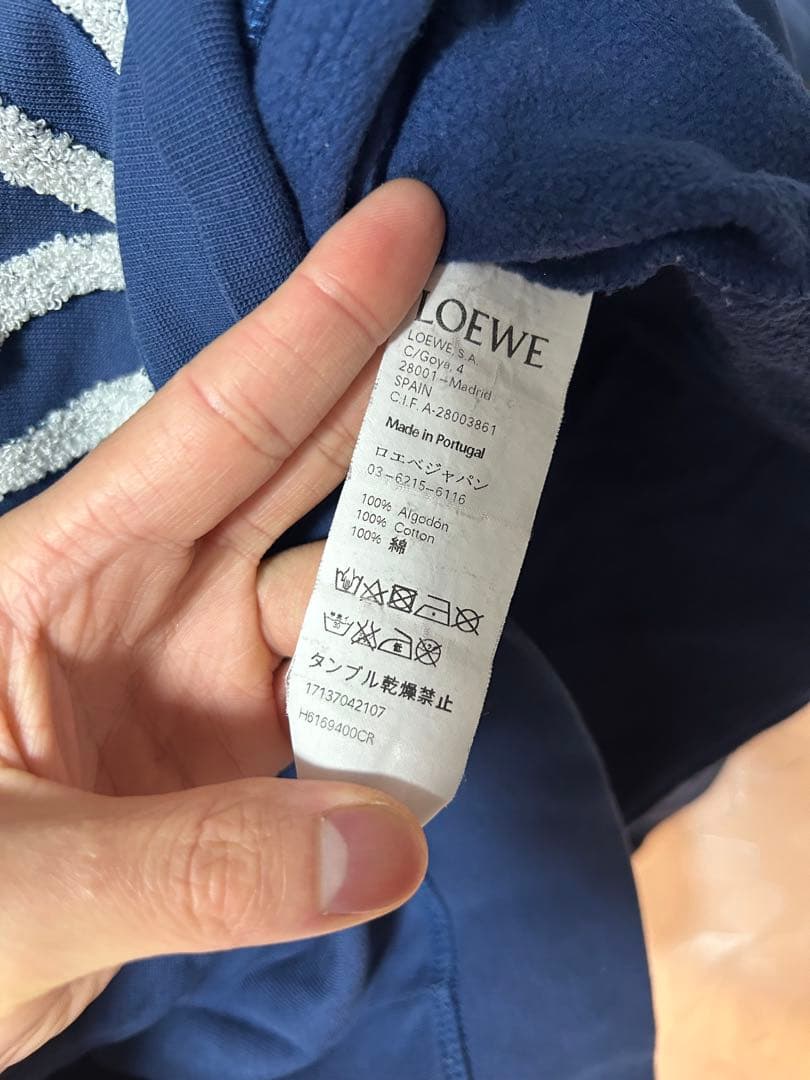 LOEWE
LOEWE, S.A.
C/Goya, 4
28001-Madrid
SPAIN
C.I.F. A-28003861
Made in Portugal
ロエベジャパン
03-6215-6116
100% Algodón
100% Cotton
100% 綿
タンブル乾燥禁止
17137042107
H6169400CR